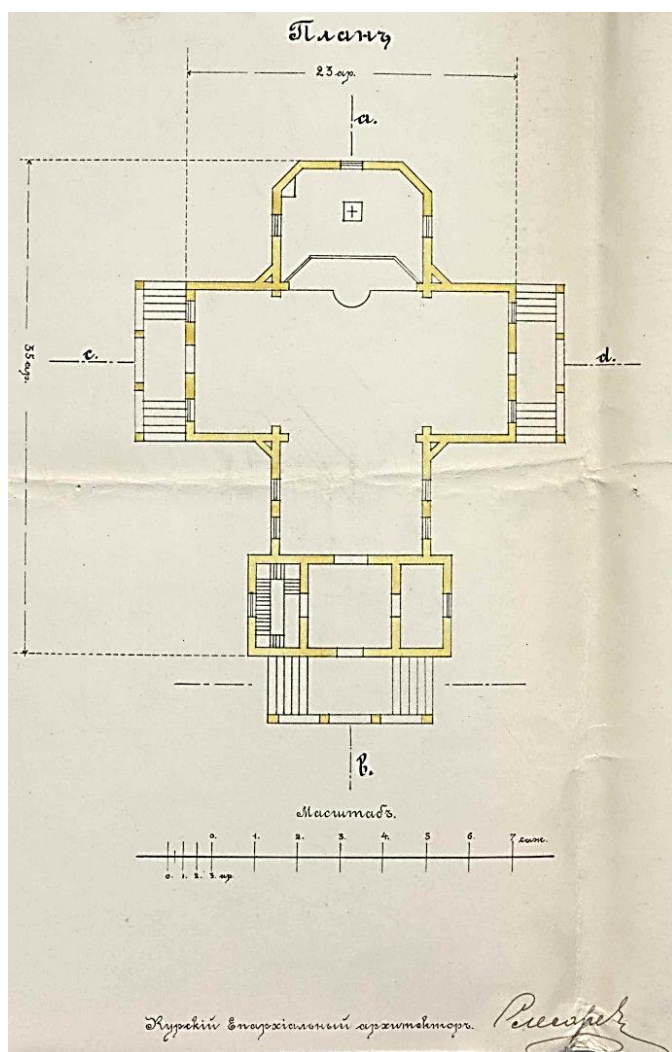 Планъ
23 ар.
a.
35 ар.
c.
d.
b.
Масштабъ.
0. 1. 2. 3. 4. 5. 6. 7 саж.
0. 1. 2. 3. ар.
Курскій Епархіальный архитекторъ.